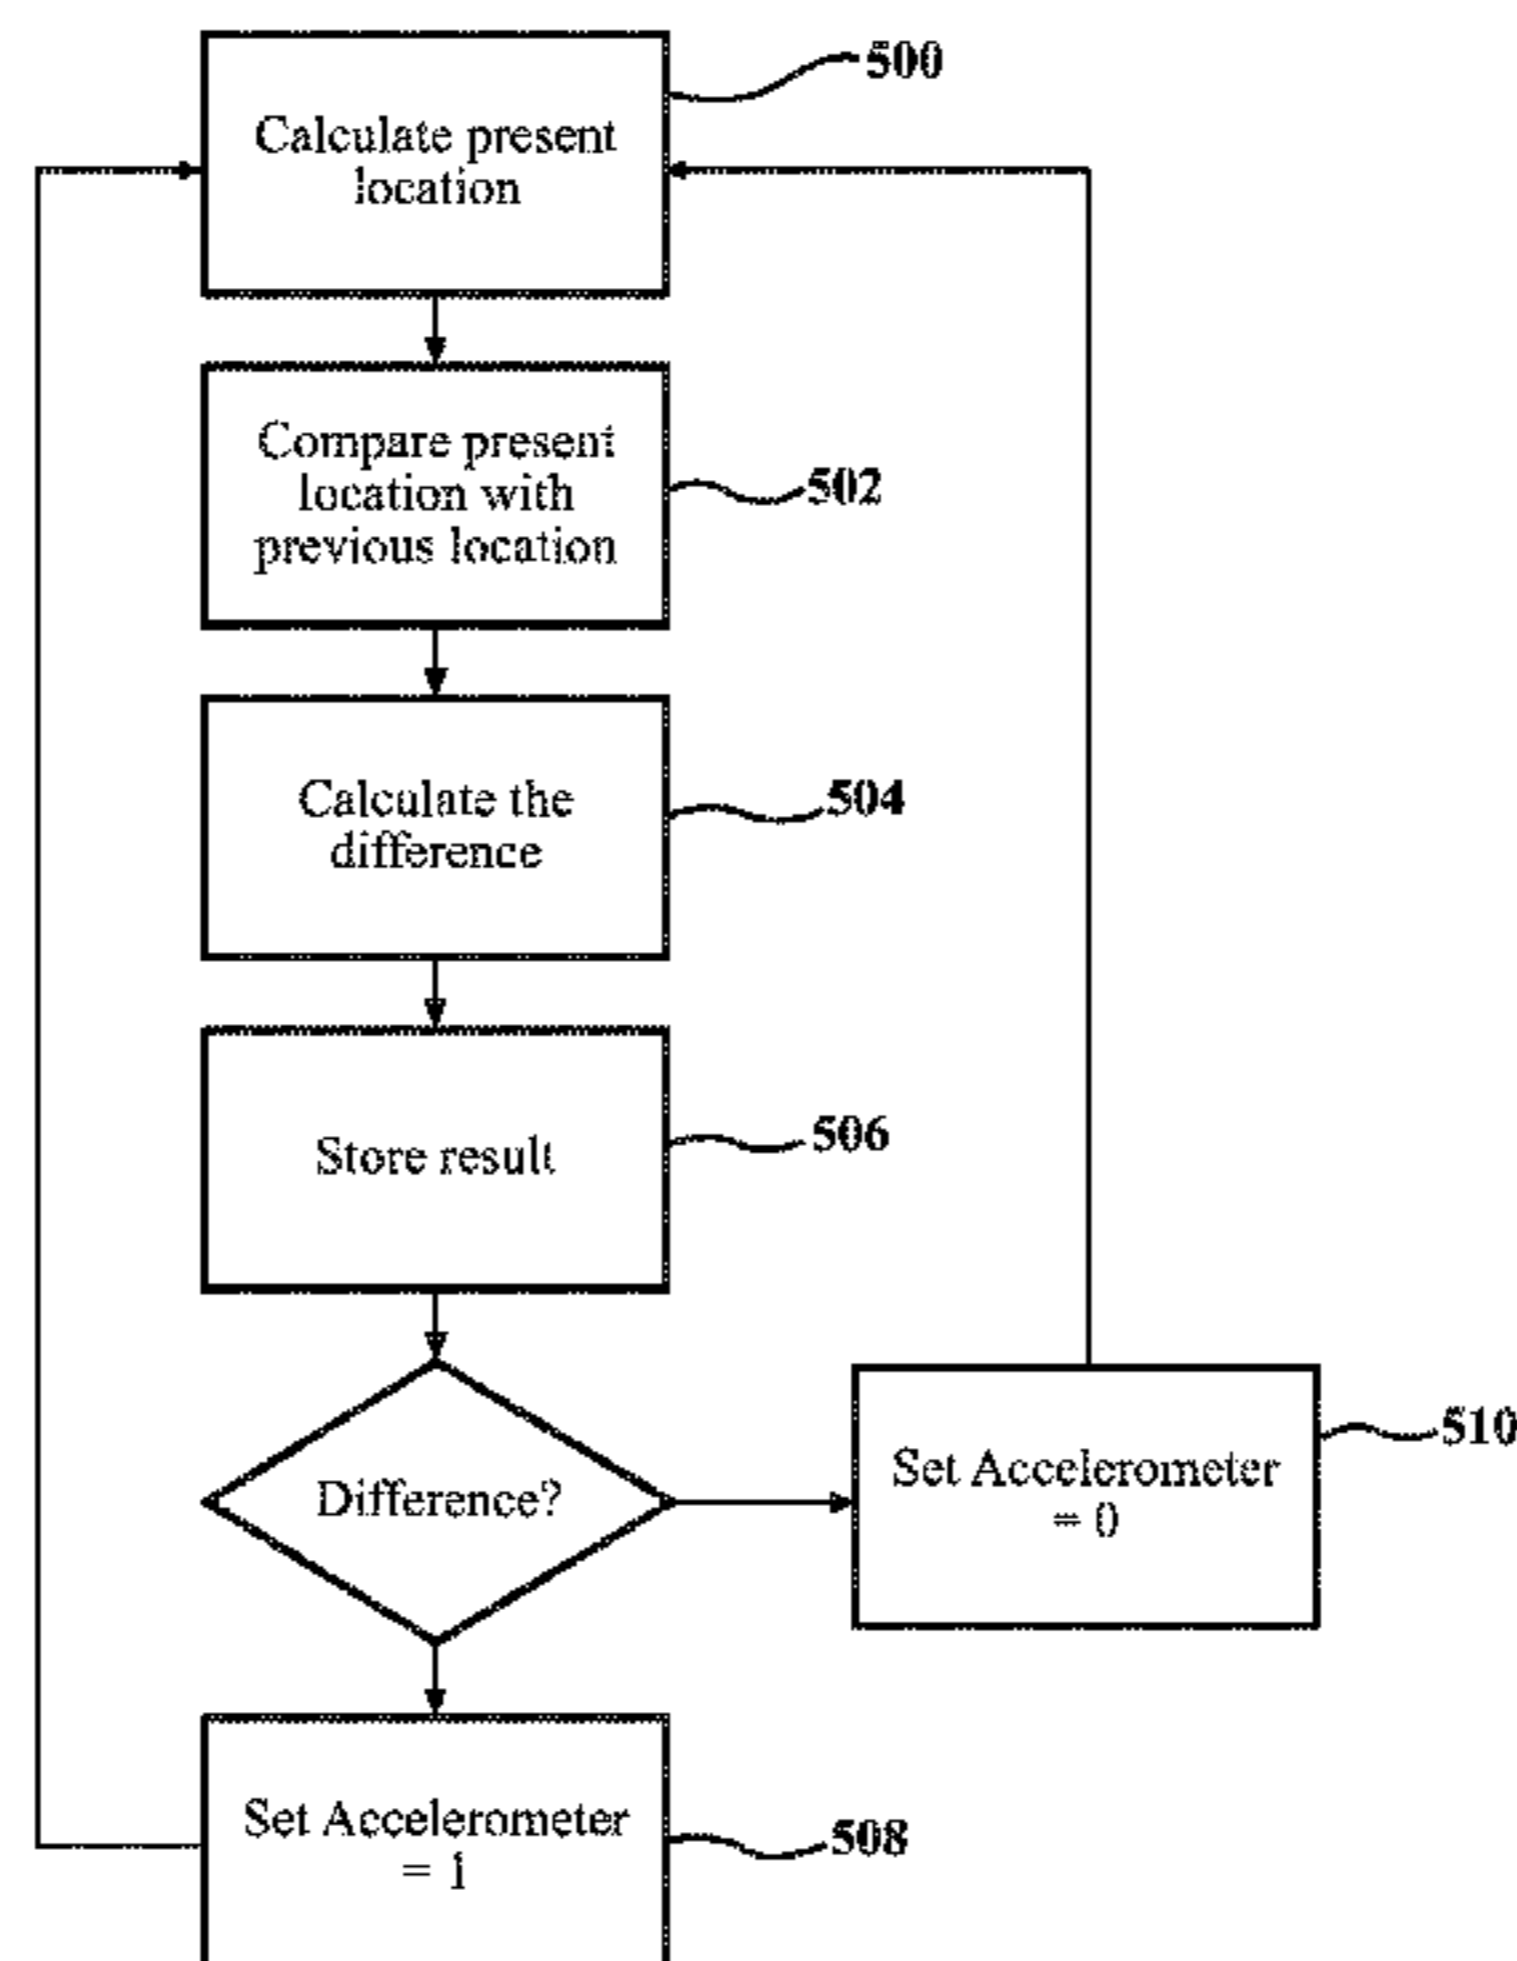 500
Calculate present
location
Compare present
location with
previous location
502
Calculate the
difference
504
Store result
506
Difference?
Set Accelerometer
= 0
510
Set Accelerometer
= 1
508